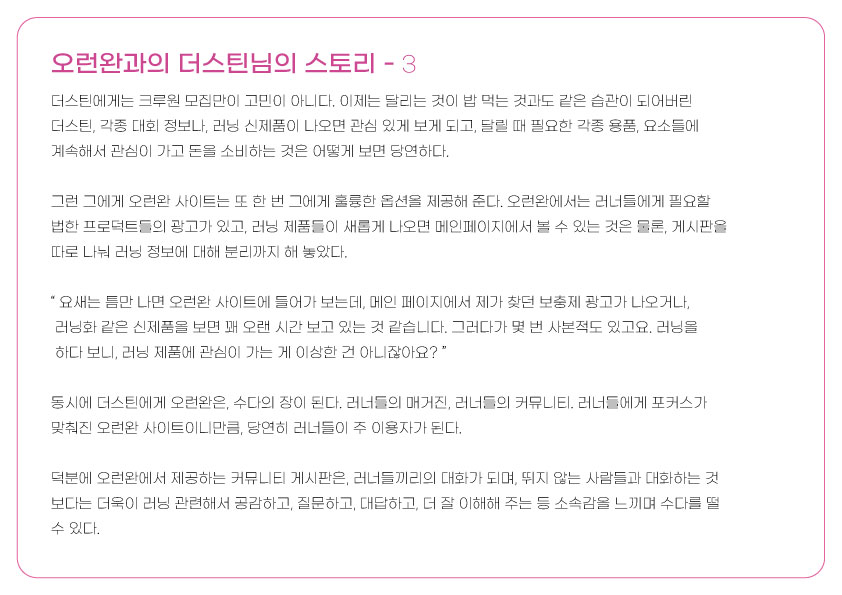 오런완과의 더스틴님의 스토리 - 3
더스틴에게는 크루원 모집만이 고민이 아니다. 이제는 달리는 것이 밥 먹는 것과도 같은 습관이 되어버린
더스틴, 각종 대회 정보나, 러닝 신제품이 나오면 관심 있게 보게 되고, 달릴 때 필요한 각종 용품, 요소들에
계속해서 관심이 가고 돈을 소비하는 것은 어떻게 보면 당연하다.
그런 그에게 오런완 사이트는 또 한 번 그에게 훌륭한 옵션을 제공해 준다. 오런완에서는 러너들에게 필요할
법한 프로덕트들의 광고가 있고, 러닝 제품들이 새롭게 나오면 메인페이지에서 볼 수 있는 것은 물론, 게시판을
따로 나눠 러닝 정보에 대해 분리까지 해 놓았다.
“ 요새는 틈만 나면 오런완 사이트에 들어가 보는데, 메인 페이지에서 제가 찾던 보충제 광고가 나오거나,
러닝화 같은 신제품을 보면 꽤 오랜 시간 보고 있는 것 같습니다. 그러다가 몇 번 사본적도 있고요. 러닝을
하다 보니, 러닝 제품에 관심이 가는 게 이상한 건 아니잖아요? ”
동시에 더스틴에게 오런완은, 수다의 장이 된다. 러너들의 매거진, 러너들의 커뮤니티. 러너들에게 포커스가
맞춰진 오런완 사이트이니만큼, 당연히 러너들이 주 이용자가 된다.
덕분에 오런완에서 제공하는 커뮤니티 게시판은, 러너들끼리의 대화가 되며, 뛰지 않는 사람들과 대화하는 것
보다는 더욱이 러닝 관련해서 공감하고, 질문하고, 대답하고, 더 잘 이해해 주는 등 소속감을 느끼며 수다를 떨
수 있다.